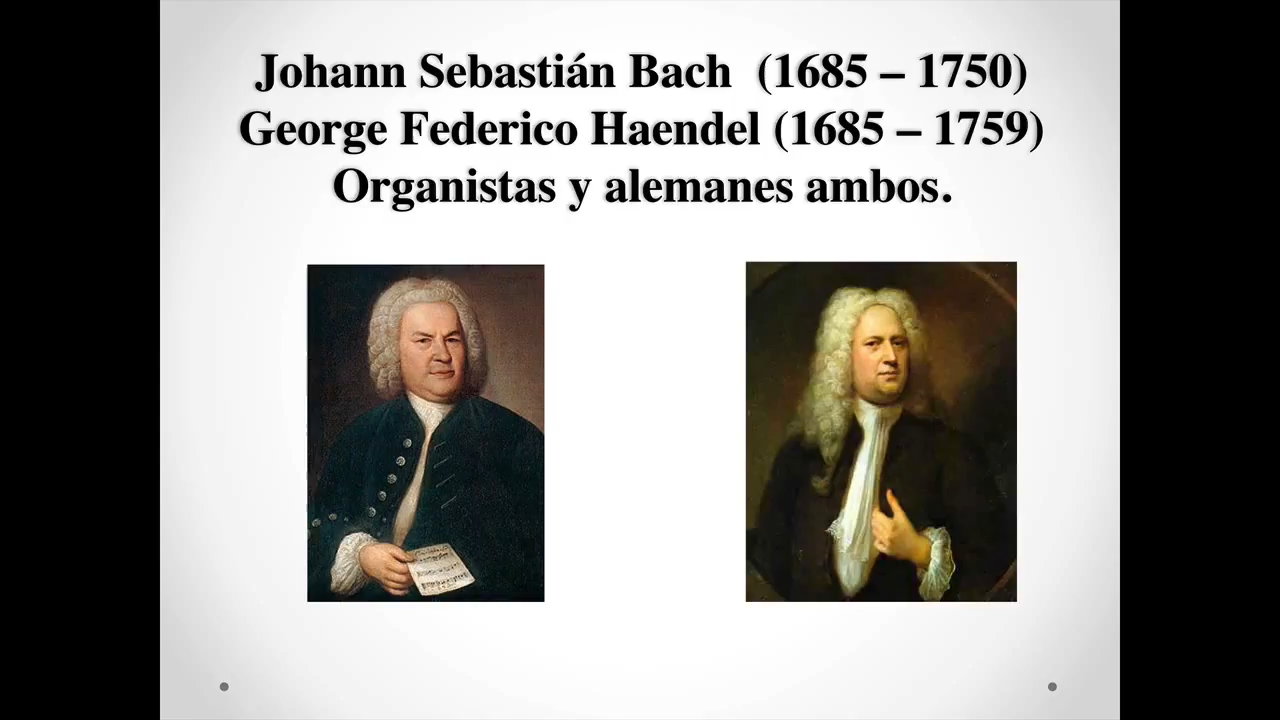 Johann Sebastián Bach (1685 – 1750)
George Federico Haendel (1685 – 1759)
Organistas y alemanes ambos.